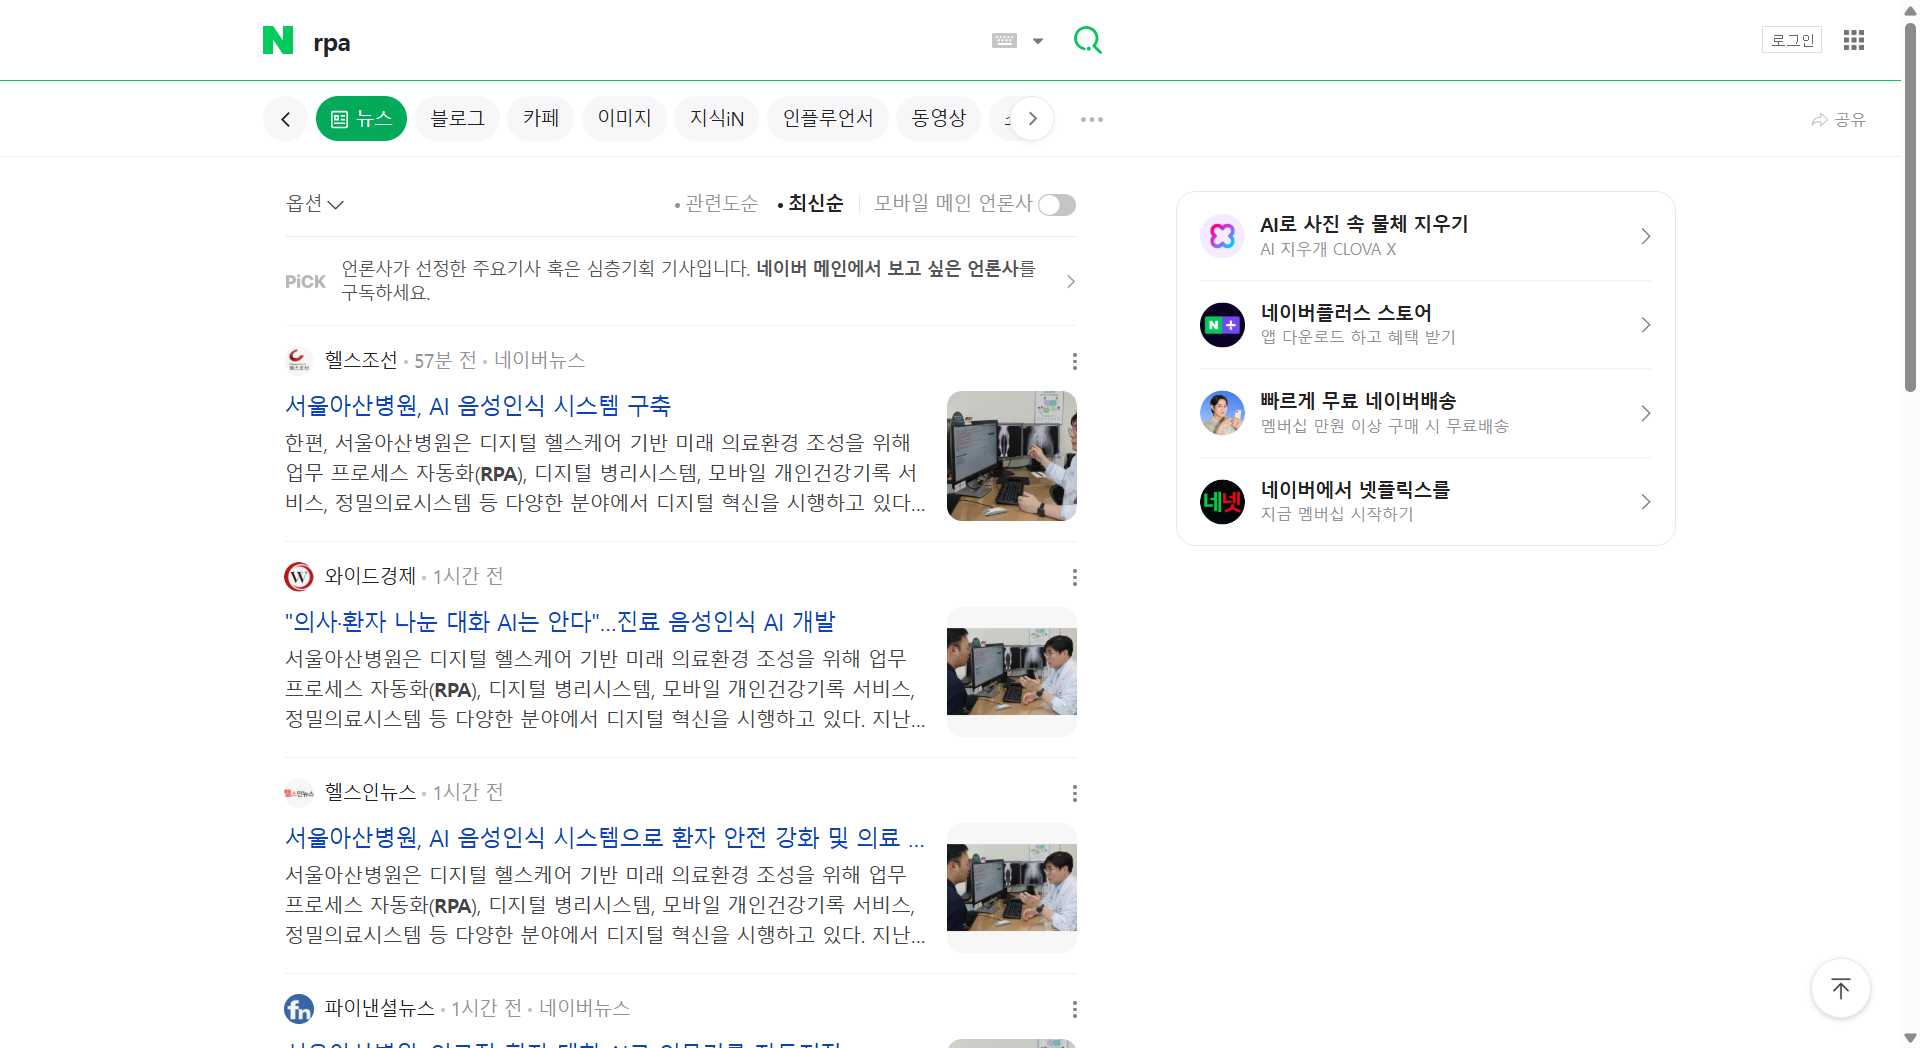 N rpa
로그인
뉴스 블로그 카페 이미지 지식iN 인플루언서 동영상
공유
옵션 • 관련도순 • 최신순 모바일 메인 언론사
PiCK 언론사가 선정한 주요기사 혹은 심층기획 기사입니다. 네이버 메인에서 보고 싶은 언론사를
구독하세요.
헬스조선 · 57분 전 · 네이버뉴스
서울아산병원, AI 음성인식 시스템 구축
한편, 서울아산병원은 디지털 헬스케어 기반 미래 의료환경 조성을 위해
업무 프로세스 자동화(RPA), 디지털 병리시스템, 모바일 개인건강기록 서
비스, 정밀의료시스템 등 다양한 분야에서 디지털 혁신을 시행하고 있다...
W 와이드경제 · 1시간 전
"의사·환자 나눈 대화 AI는 안다"...진료 음성인식 AI 개발
서울아산병원은 디지털 헬스케어 기반 미래 의료환경 조성을 위해 업무
프로세스 자동화(RPA), 디지털 병리시스템, 모바일 개인건강기록 서비스,
정밀의료시스템 등 다양한 분야에서 디지털 혁신을 시행하고 있다. 지난...
헬스인뉴스 헬스인뉴스 · 1시간 전
서울아산병원, AI 음성인식 시스템으로 환자 안전 강화 및 의료 ...
서울아산병원은 디지털 헬스케어 기반 미래 의료환경 조성을 위해 업무
프로세스 자동화(RPA), 디지털 병리시스템, 모바일 개인건강기록 서비스,
정밀의료시스템 등 다양한 분야에서 디지털 혁신을 시행하고 있다. 지난...
fn 파이낸셜뉴스 · 1시간 전 · 네이버뉴스
AI로 사진 속 물체 지우기
AI 지우개 CLOVA X
N+ 네이버플러스 스토어
앱 다운로드 하고 혜택 받기
빠르게 무료 네이버배송
멤버십 만원 이상 구매 시 무료배송
네넷 네이버에서 넷플릭스를
지금 멤버십 시작하기